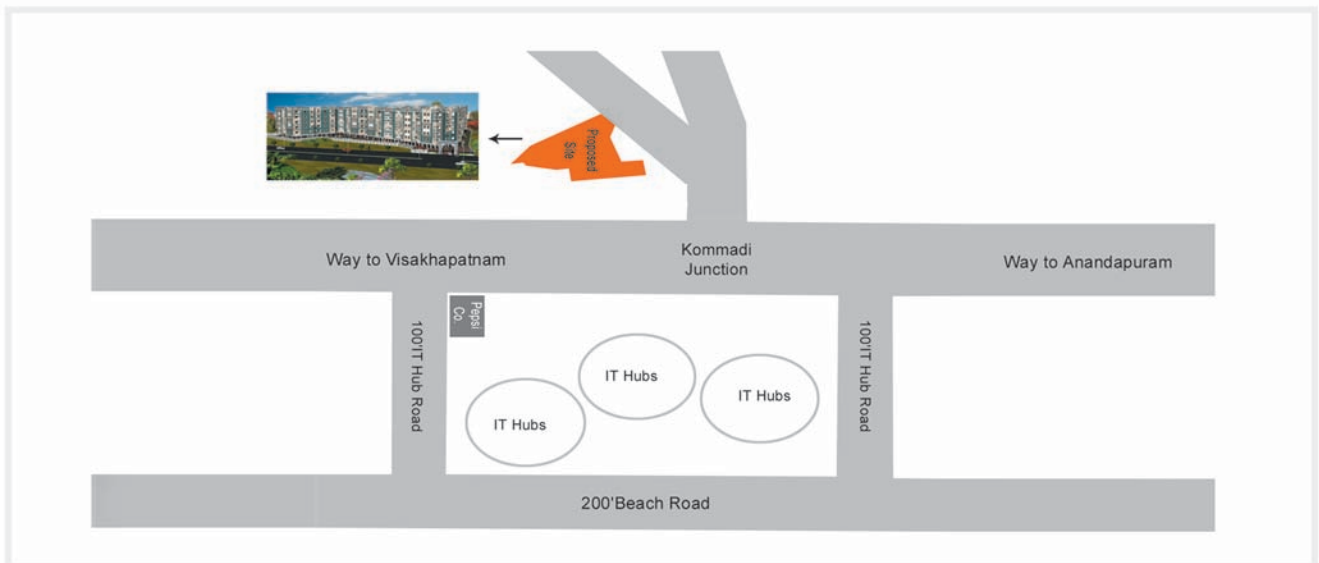 Proposed
Site
Way to Visakhapatnam
Kommadi
Junction
Way to Anandapuram
Pepsi
Co.
100'IT Hub Road
IT Hubs
IT Hubs
IT Hubs
100'IT Hub Road
200'Beach Road